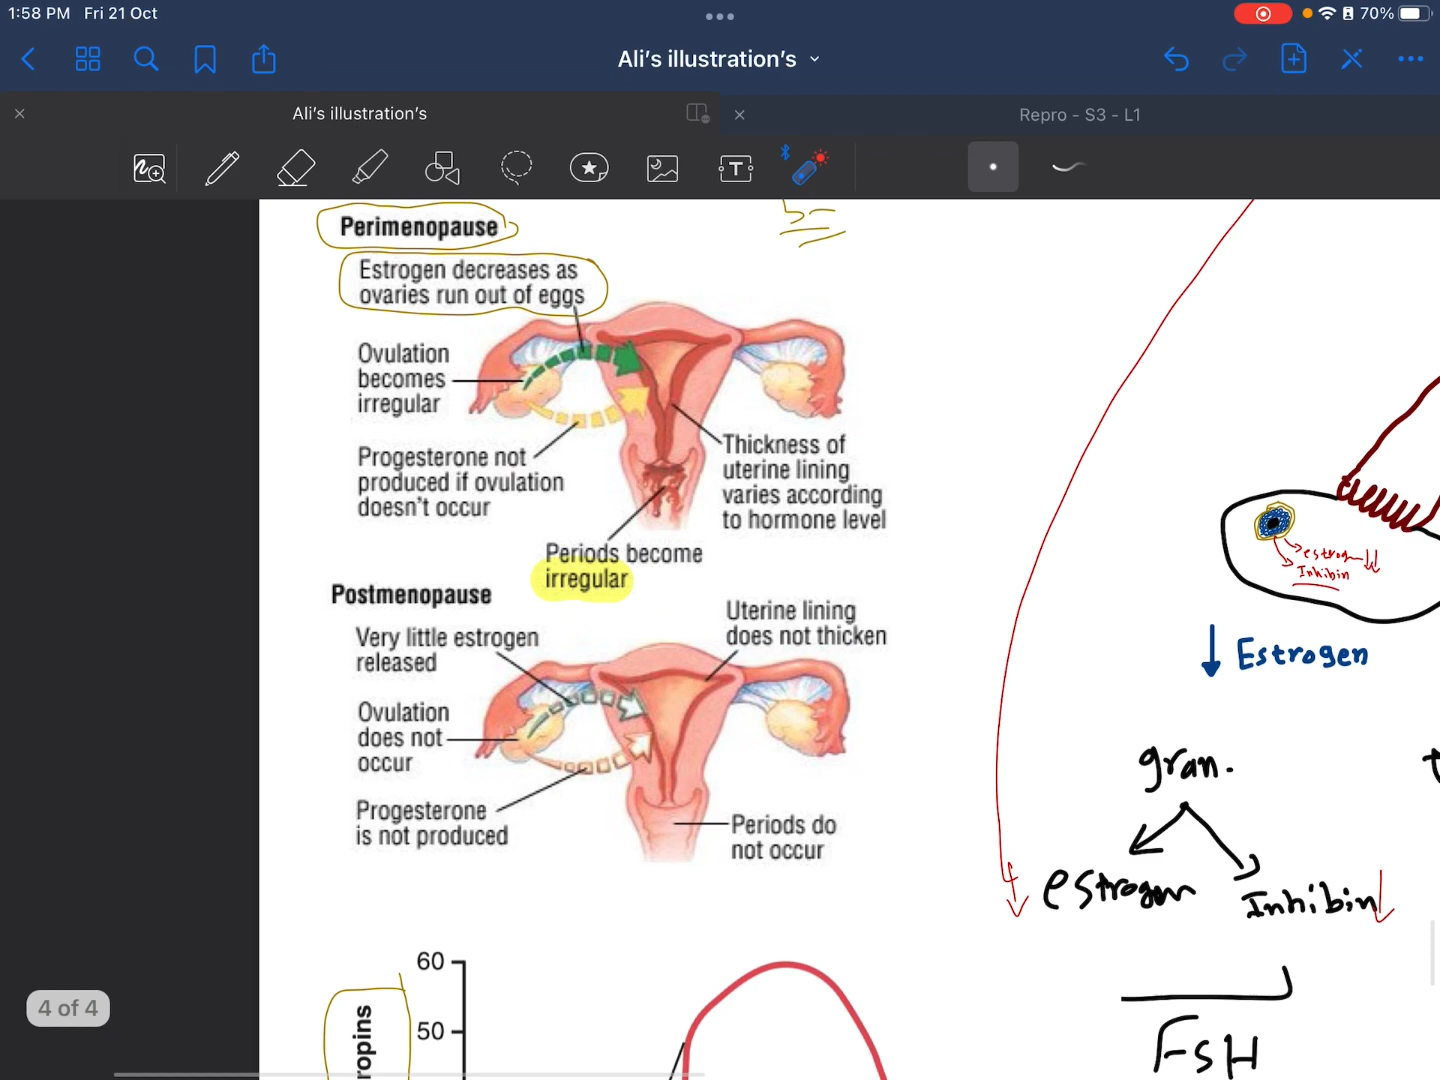 1:58 PM Fri 21 Oct
70%
Ali's illustration's
Ali's illustration's
Repro - S3 - L1
Perimenopause
Estrogen decreases as
ovaries run out of eggs
Ovulation
becomes
irregular
Progesterone not
produced if ovulation
doesn't occur
Thickness of
uterine lining
varies according
to hormone level
Periods become
irregular
Postmenopause
Very little estrogen
released
Uterine lining
does not thicken
Ovulation
does not
occur
Progesterone
is not produced
Periods do
not occur
60
50
ropins
4 of 4
estrogen
Inhibin
↓ Estrogen
gran.
estrogen
Inhibin
FSH